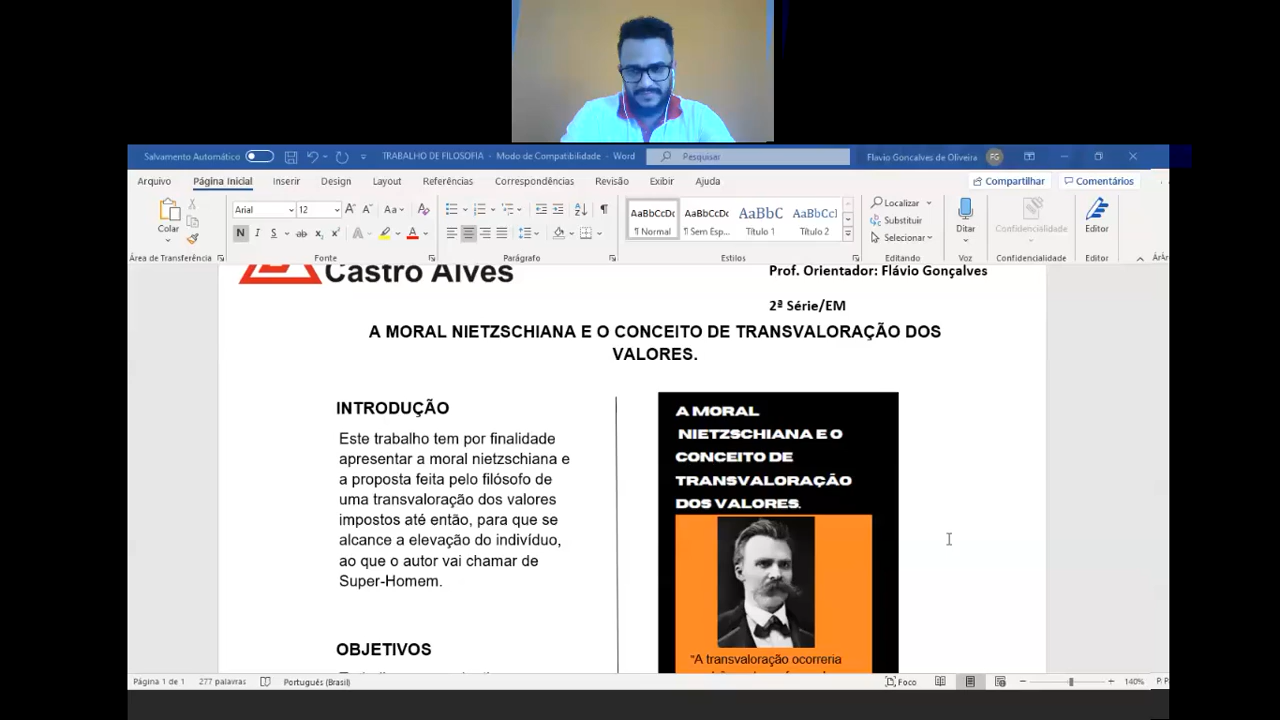 Salvamento Automático
TRABALHO DE FILOSOFIA - Modo de Compatibilidade - Word
Pesquisar
Flavio Goncalves de Oliveira
FG
Arquivo
Página Inicial
Inserir
Design
Layout
Referências
Correspondências
Revisão
Exibir
Ajuda
Compartilhar
Comentários
Colar
Arial
12
Aa
N I S ab x x
AaBbCcDc
AaBbCcDc
AaBbC
AaBbCcI
¶ Normal
¶ Sem Esp...
Título 1
Título 2
Localizar
Substituir
Selecionar
Ditar
Confidencialidade
Editor
Área de Transferência
Fonte
Parágrafo
Estilos
Editando
Voz
Confidencialidade
Editor
Castro Alves
Prof. Orientador: Flávio Gonçalves
2ª Série/EM
A MORAL NIETZSCHIANA E O CONCEITO DE TRANSVALORAÇÃO DOS
VALORES.
INTRODUÇÃO
Este trabalho tem por finalidade
apresentar a moral nietzschiana e
a proposta feita pelo filósofo de
uma transvaloração dos valores
impostos até então, para que se
alcance a elevação do indivíduo,
ao que o autor vai chamar de
Super-Homem.
OBJETIVOS
A MORAL
NIETZSCHIANA E O
CONCEITO DE
TRANSVALORAÇÃO
DOS VALORES.
"A transvaloração ocorreria
Página 1 de 1
277 palavras
Português (Brasil)
Foco
140%